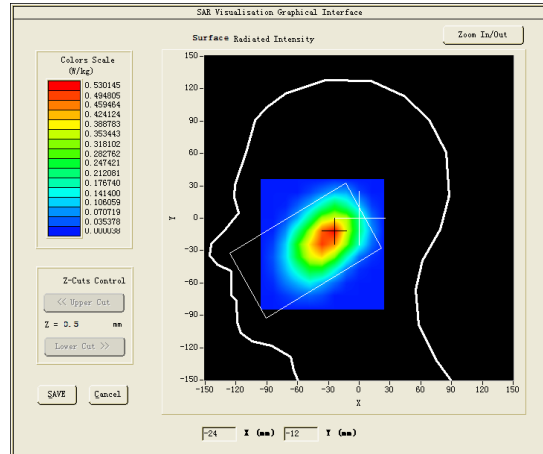 SAR Visualisation Graphical Interface
Surface Radiated Intensity
Zoom In/Out
Colors Scale
(W/kg)
0.530145
0.494805
0.459464
0.424124
0.388783
0.353443
0.318102
0.282762
0.247421
0.212081
0.176740
0.141400
0.106059
0.070719
0.035378
0.000038
150
120
90
60
30
0
-30
-60
-90
-120
-150
Y
-150 -120 -90 -60 -30 0 30 60 90 120 150
X
Z-Cuts Control
<< Upper Cut
Z = 0.5 mm
Lower Cut >>
SAVE Cancel
-24 X (mm) -12 Y (mm)